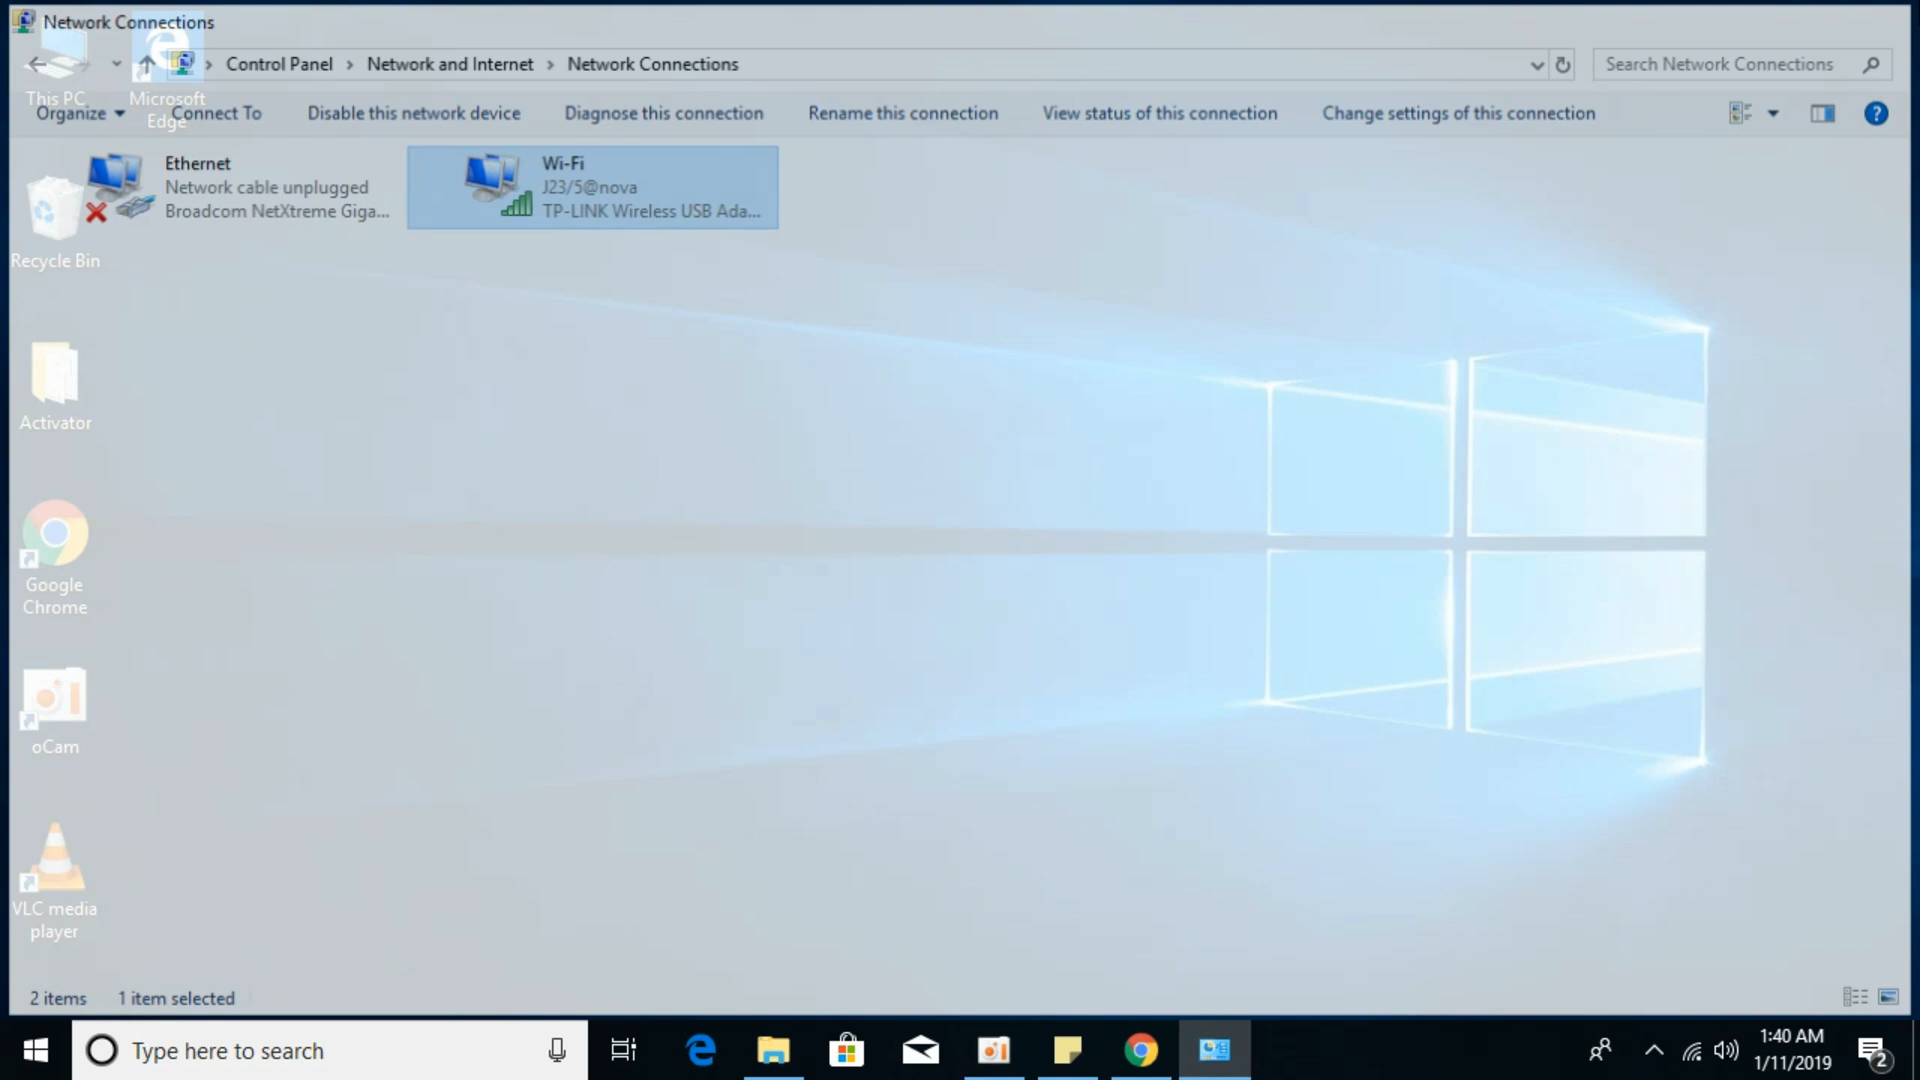 Network Connections
Control Panel > Network and Internet > Network Connections
Search Network Connections
This PC
Microsoft Edge
Organize
Connect To
Disable this network device
Diagnose this connection
Rename this connection
View status of this connection
Change settings of this connection
Ethernet
Network cable unplugged
Broadcom NetXtreme Giga...
Wi-Fi
J23/5@nova
TP-LINK Wireless USB Ada...
Recycle Bin
Activator
Google
Chrome
oCam
VLC media
player
2 items
1 item selected
Type here to search
1:40 AM
1/11/2019
2